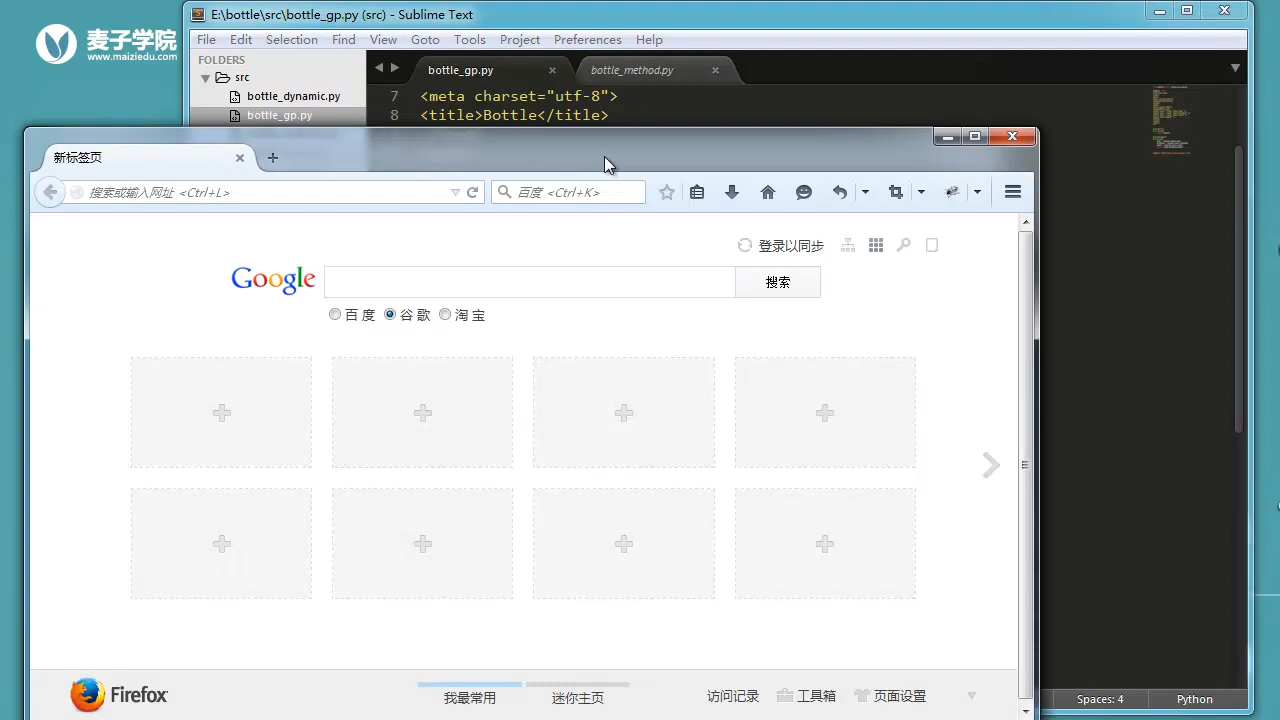 麦子学院
www.maiziedu.com
E:\bottle\src\bottle_gp.py (src) - Sublime Text
File Edit Selection Find View Goto Tools Project Preferences Help
FOLDERS
src
bottle_dynamic.py
bottle_gp.py
bottle_gp.py
bottle_method.py
7 <meta charset="utf-8">
8 <title>Bottle</title>
新标签页
搜索或输入网址 <Ctrl+L>
百度 <Ctrl+K>
登录以同步
Google
搜索
百 度 谷 歌 淘 宝
Firefox
我最常用
迷你主页
访问记录
工具箱
页面设置
Spaces: 4
Python